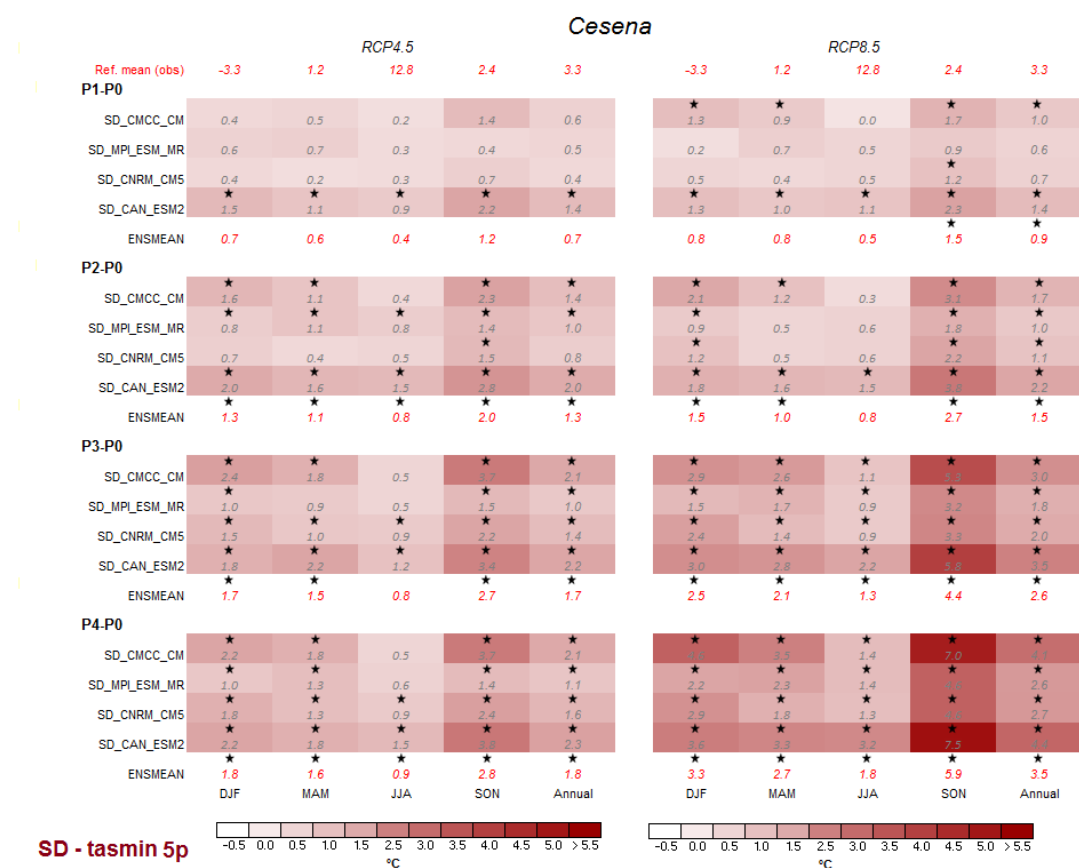 Cesena
RCP4.5 RCP8.5
Ref. mean (obs) -3.3 1.2 12.8 2.4 3.3 -3.3 1.2 12.8 2.4 3.3
P1-P0
SD_CMCC_CM 0.4 0.5 0.2 1.4 0.6 1.3 0.9 0.0 1.7 1.0
SD_MPI_ESM_MR 0.6 0.7 0.3 0.4 0.5 0.2 0.7 0.5 0.9 0.6
SD_CNRM_CM5 0.4 0.2 0.3 0.7 0.4 0.5 0.4 0.5 1.2 0.7
SD_CAN_ESM2 1.5 1.1 0.9 2.2 1.4 1.3 1.0 1.1 2.3 1.4
ENSMEAN 0.7 0.6 0.4 1.2 0.7 0.8 0.8 0.5 1.5 0.9
P2-P0
SD_CMCC_CM 1.6 1.1 0.4 2.3 1.4 2.1 1.2 0.3 3.1 1.7
SD_MPI_ESM_MR 0.8 1.1 0.8 1.4 1.0 0.9 0.5 0.6 1.8 1.0
SD_CNRM_CM5 0.7 0.4 0.5 1.5 0.8 1.2 0.5 0.6 2.2 1.1
SD_CAN_ESM2 2.0 1.6 1.5 2.8 2.0 1.8 1.6 1.5 3.8 2.2
ENSMEAN 1.3 1.1 0.8 2.0 1.3 1.5 1.0 0.8 2.7 1.5
P3-P0
SD_CMCC_CM 2.4 1.8 0.5 3.7 2.1 2.9 2.6 1.1 5.3 3.0
SD_MPI_ESM_MR 1.0 0.9 0.5 1.5 1.0 1.5 1.7 0.9 3.2 1.8
SD_CNRM_CM5 1.5 1.0 0.9 2.2 1.4 2.4 1.4 0.9 3.3 2.0
SD_CAN_ESM2 1.8 2.2 1.2 3.4 2.2 3.0 2.8 2.2 5.8 3.5
ENSMEAN 1.7 1.5 0.8 2.7 1.7 2.5 2.1 1.3 4.4 2.6
P4-P0
SD_CMCC_CM 2.2 1.8 0.5 3.7 2.1 3.5 1.4 7.0 4.1
SD_MPI_ESM_MR 1.0 1.3 0.6 1.4 1.1 2.2 2.3 1.4 2.6
SD_CNRM_CM5 1.8 1.3 0.9 2.4 1.6 2.9 1.8 1.3 2.7
SD_CAN_ESM2 2.2 1.8 1.5 3.8 2.3 3.6 3.3 3.2 7.5
ENSMEAN 1.8 1.6 0.9 2.8 1.8 3.3 2.7 1.8 5.9 3.5
DJF MAM JJA SON Annual DJF MAM JJA SON Annual
-0.5 0.0 0.5 1.0 1.5 2.5 3.0 3.5 4.0 4.5 5.0 > 5.5 -0.5 0.0 0.5 1.0 1.5 2.5 3.0 3.5 4.0 4.5 5.0 > 5.5
°C °C
SD - tasmin 5p